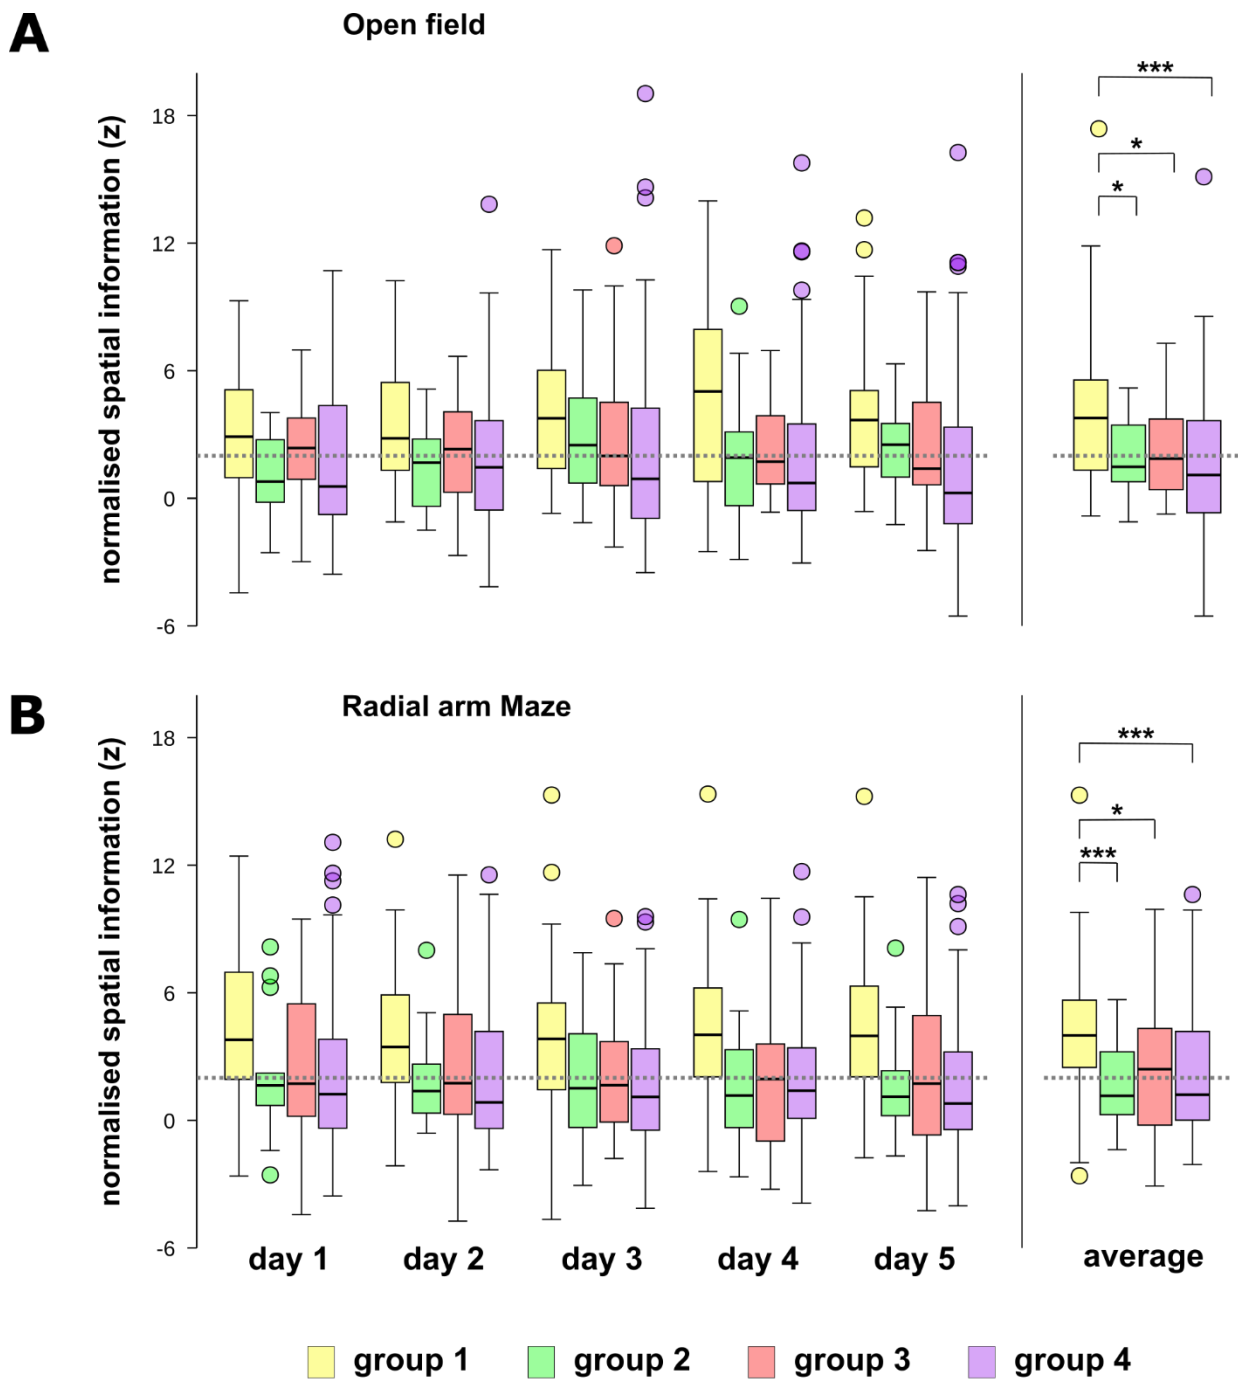 A
Open field
normalised spatial information (z)
18
12
6
0
-6
***
*
*
B
Radial arm Maze
normalised spatial information (z)
18
12
6
0
-6
***
*
***
day 1 day 2 day 3 day 4 day 5 average
group 1 group 2 group 3 group 4